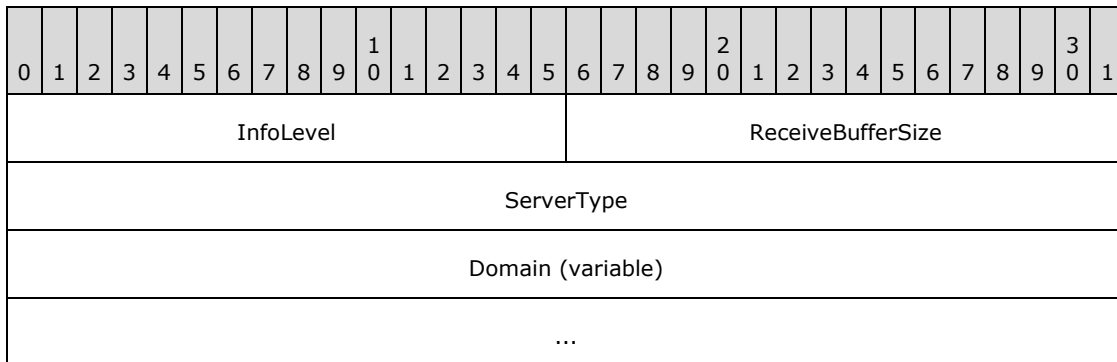 1 2 3
0 1 2 3 4 5 6 7 8 9 0 1 2 3 4 5 6 7 8 9 0 1 2 3 4 5 6 7 8 9 0 1
InfoLevel ReceiveBufferSize
ServerType
Domain (variable)
...